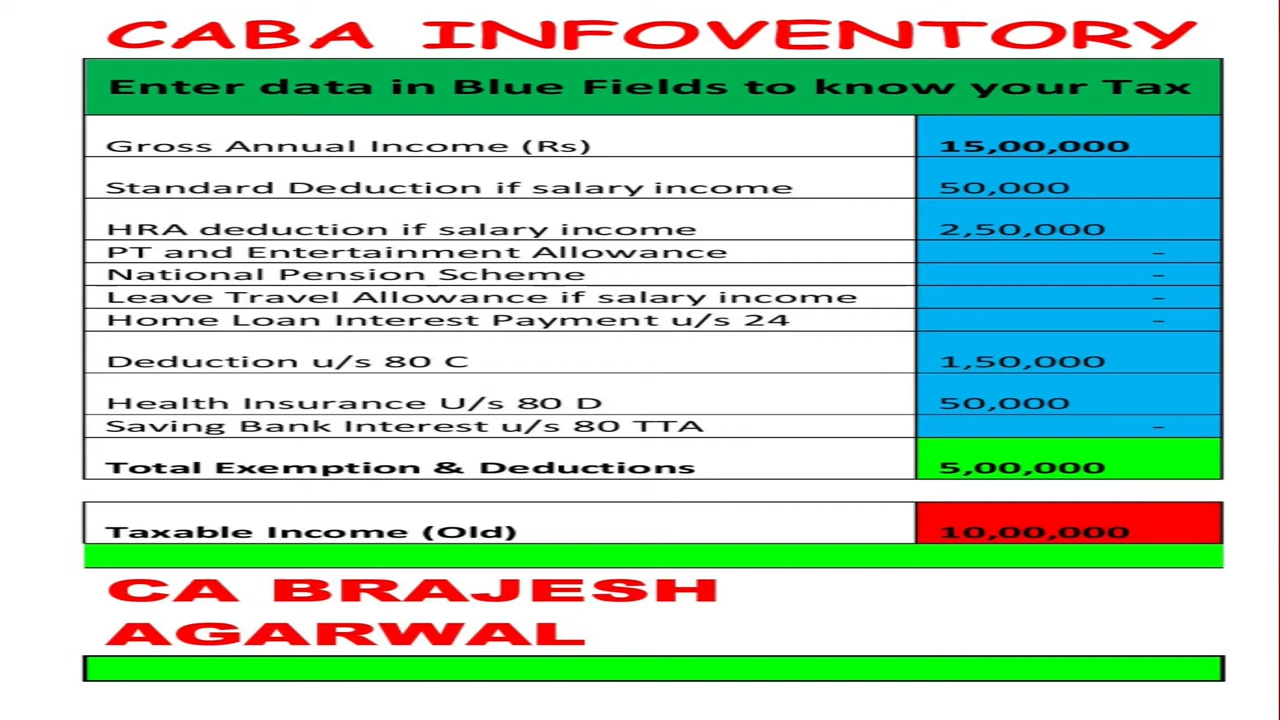 CABA INFOVENTORY
Enter data in Blue Fields to know your Tax
Gross Annual Income (Rs) 15,00,000
Standard Deduction if salary income 50,000
HRA deduction if salary income 2,50,000
PT and Entertainment Allowance -
National Pension Scheme -
Leave Travel Allowance if salary income -
Home Loan Interest Payment u/s 24 -
Deduction u/s 80 C 1,50,000
Health Insurance U/s 80 D 50,000
Saving Bank Interest u/s 80 TTA -
Total Exemption & Deductions 5,00,000
Taxable Income (Old) 10,00,000
CA BRAJESH
AGARWAL